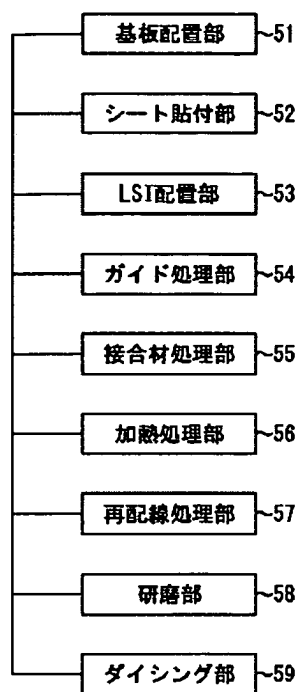 基板配置部 ~51
シート貼付部 ~52
LSI配置部 ~53
ガイド処理部 ~54
接合材処理部 ~55
加熱処理部 ~56
再配線処理部 ~57
研磨部 ~58
ダイシング部 ~59